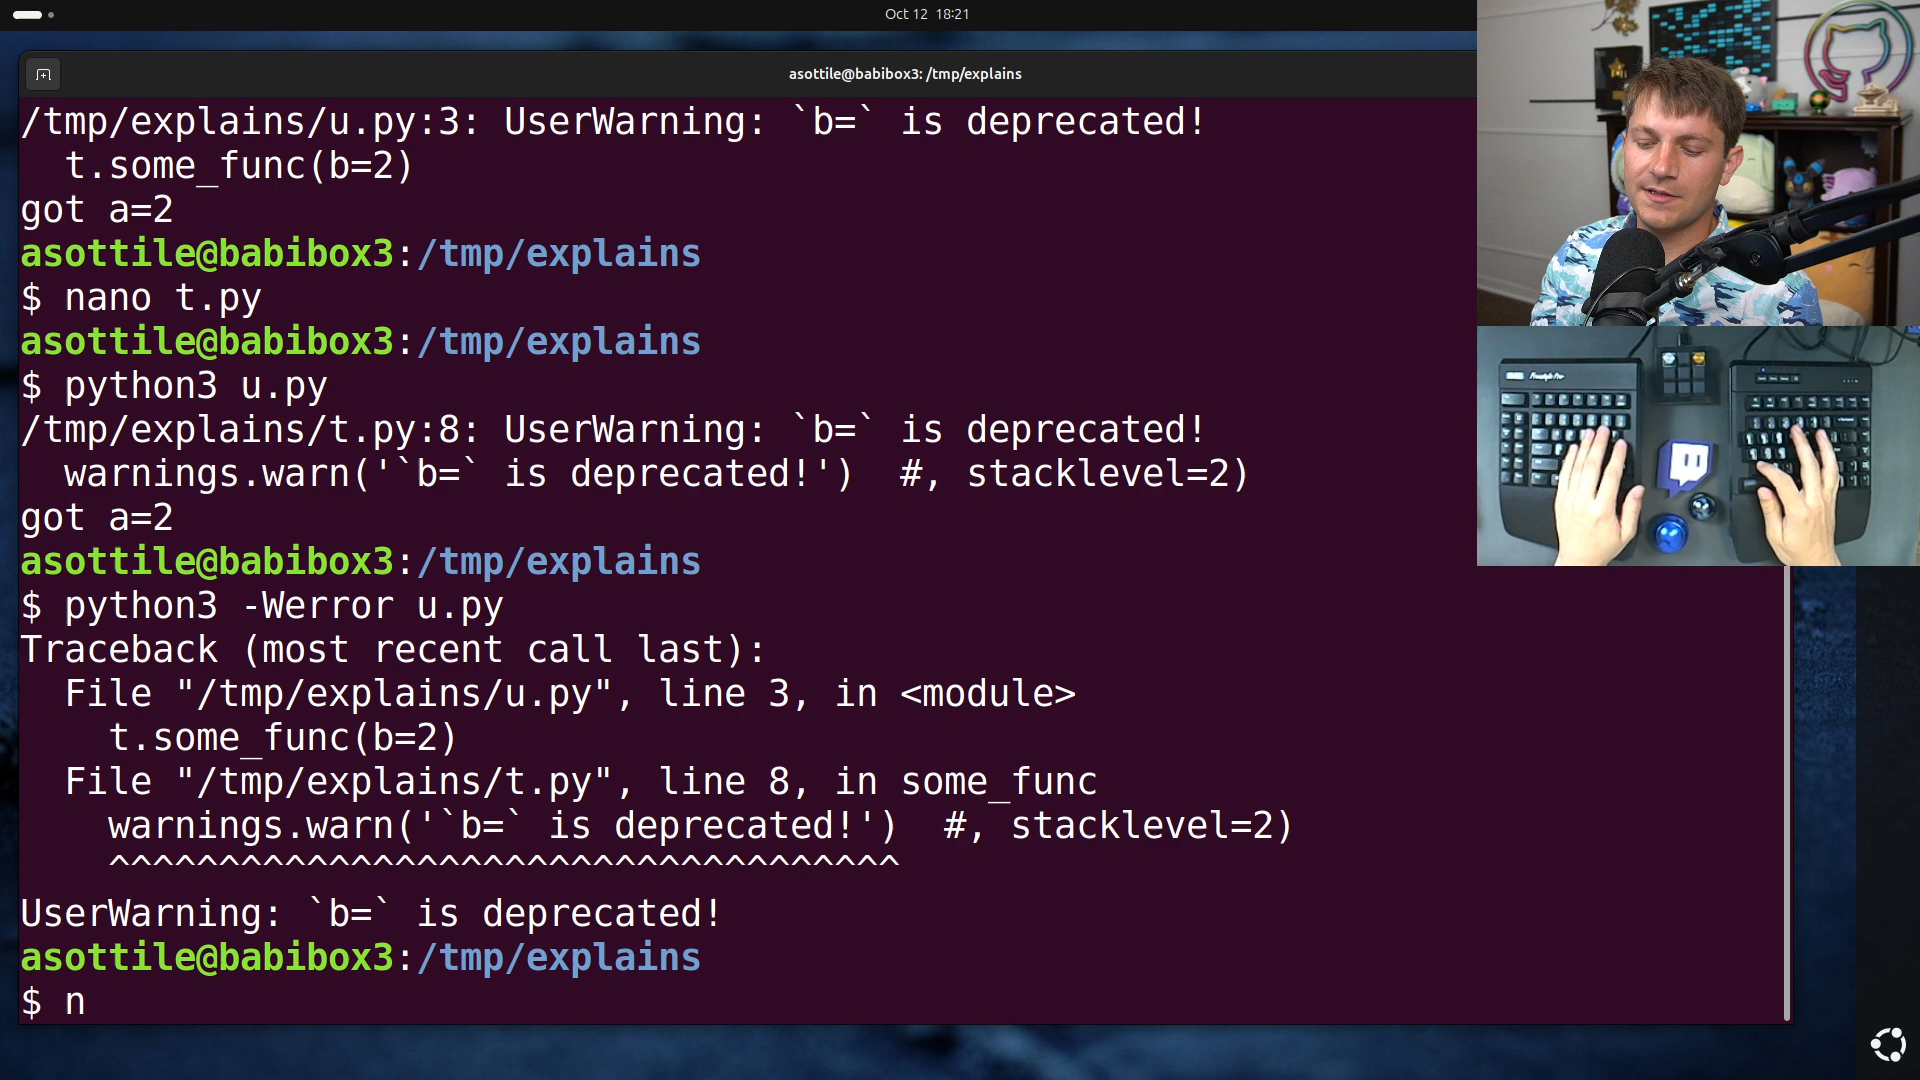 Oct 12 18:21
asottile@babibox3: /tmp/explains
/tmp/explains/u.py:3: UserWarning: `b=` is deprecated!
  t.some_func(b=2)
got a=2
asottile@babibox3:/tmp/explains
$ nano t.py
asottile@babibox3:/tmp/explains
$ python3 u.py
/tmp/explains/t.py:8: UserWarning: `b=` is deprecated!
  warnings.warn('`b=` is deprecated!')  #, stacklevel=2)
got a=2
asottile@babibox3:/tmp/explains
$ python3 -Werror u.py
Traceback (most recent call last):
  File "/tmp/explains/u.py", line 3, in <module>
    t.some_func(b=2)
  File "/tmp/explains/t.py", line 8, in some_func
    warnings.warn('`b=` is deprecated!')  #, stacklevel=2)
    ^^^^^^^^^^^^^^^^^^^^^^^^^^^^^^^^^^^^
UserWarning: `b=` is deprecated!
asottile@babibox3:/tmp/explains
$ n
Freestyle Pro